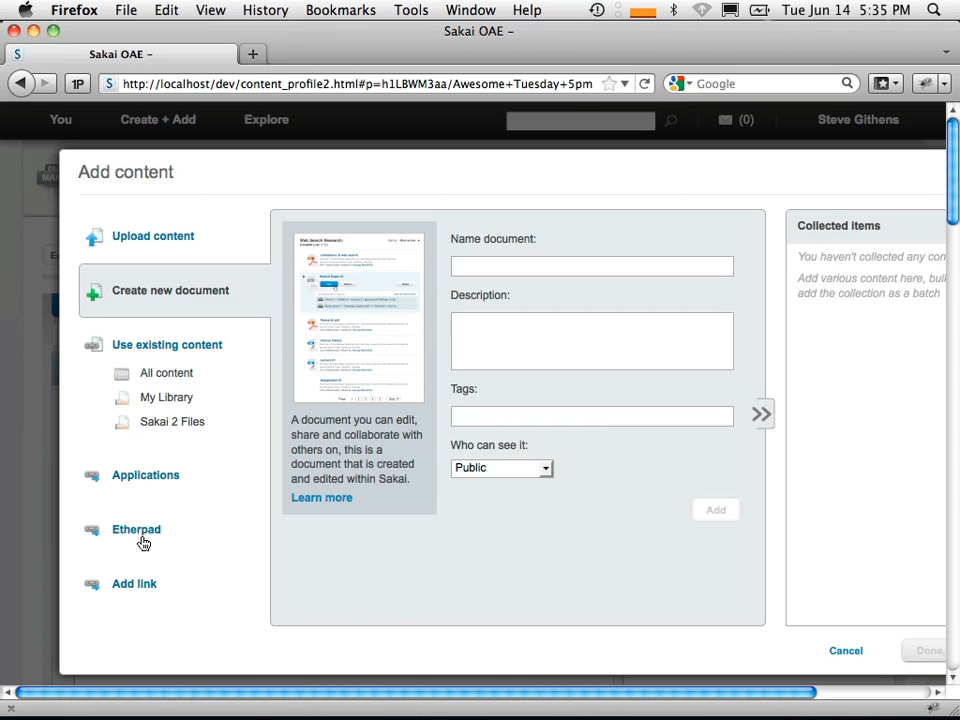 Firefox File Edit View History Bookmarks Tools Window Help Tue Jun 14 5:35 PM
Sakai OAE –
S Sakai OAE –
1P S http://localhost/dev/content_profile2.html#p=h1LBWM3aa/Awesome+Tuesday+5pm Google
You Create + Add Explore (0) Steve Githens
Add content
Upload content
Create new document
Use existing content
All content
My Library
Sakai 2 Files
Applications
Etherpad
Add link
A document you can edit,
share and collaborate with
others on, this is a
document that is created
and edited within Sakai.
Learn more
Name document:
Description:
Tags:
Who can see it:
Public
Add
Collected items
You haven't collected any con
Add various content here, buil
add the collection as a batch
Cancel Done,